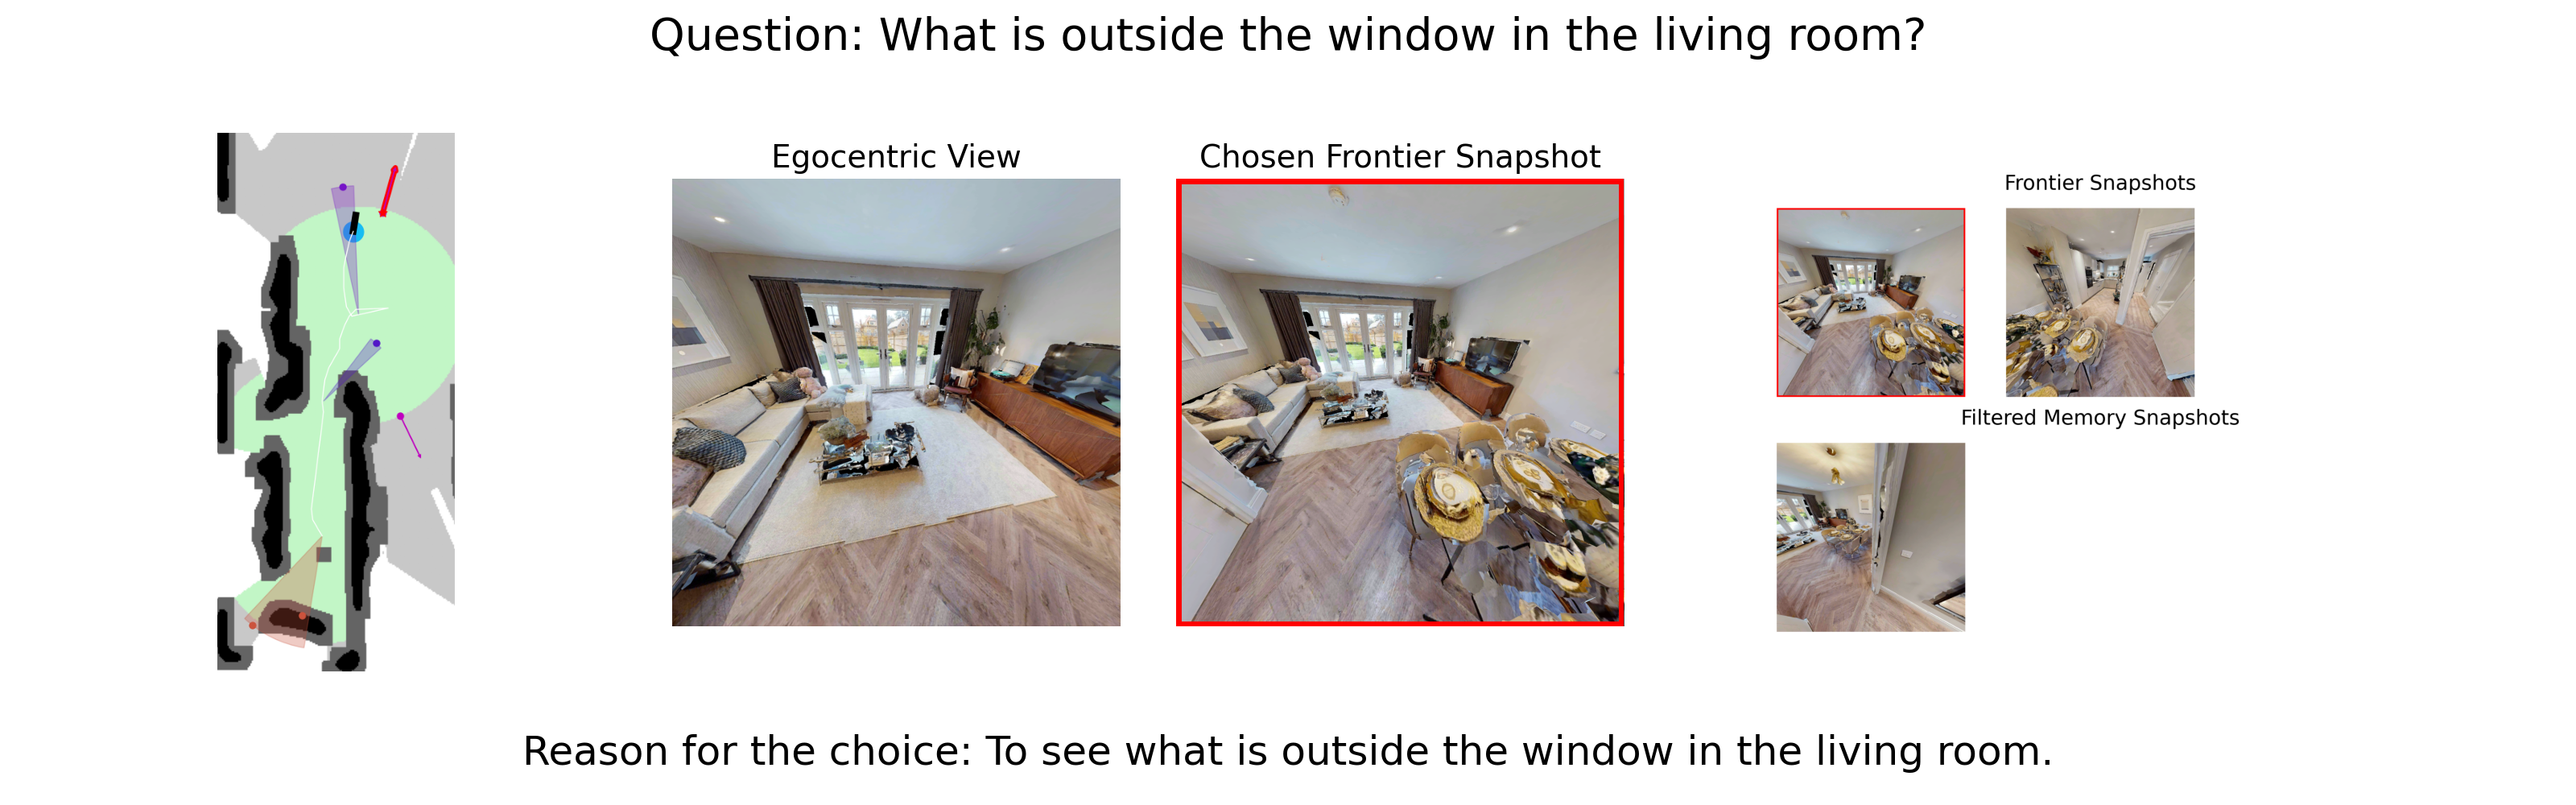 Question: What is outside the window in the living room?
Egocentric View
Chosen Frontier Snapshot
Frontier Snapshots
Filtered Memory Snapshots
Reason for the choice: To see what is outside the window in the living room.